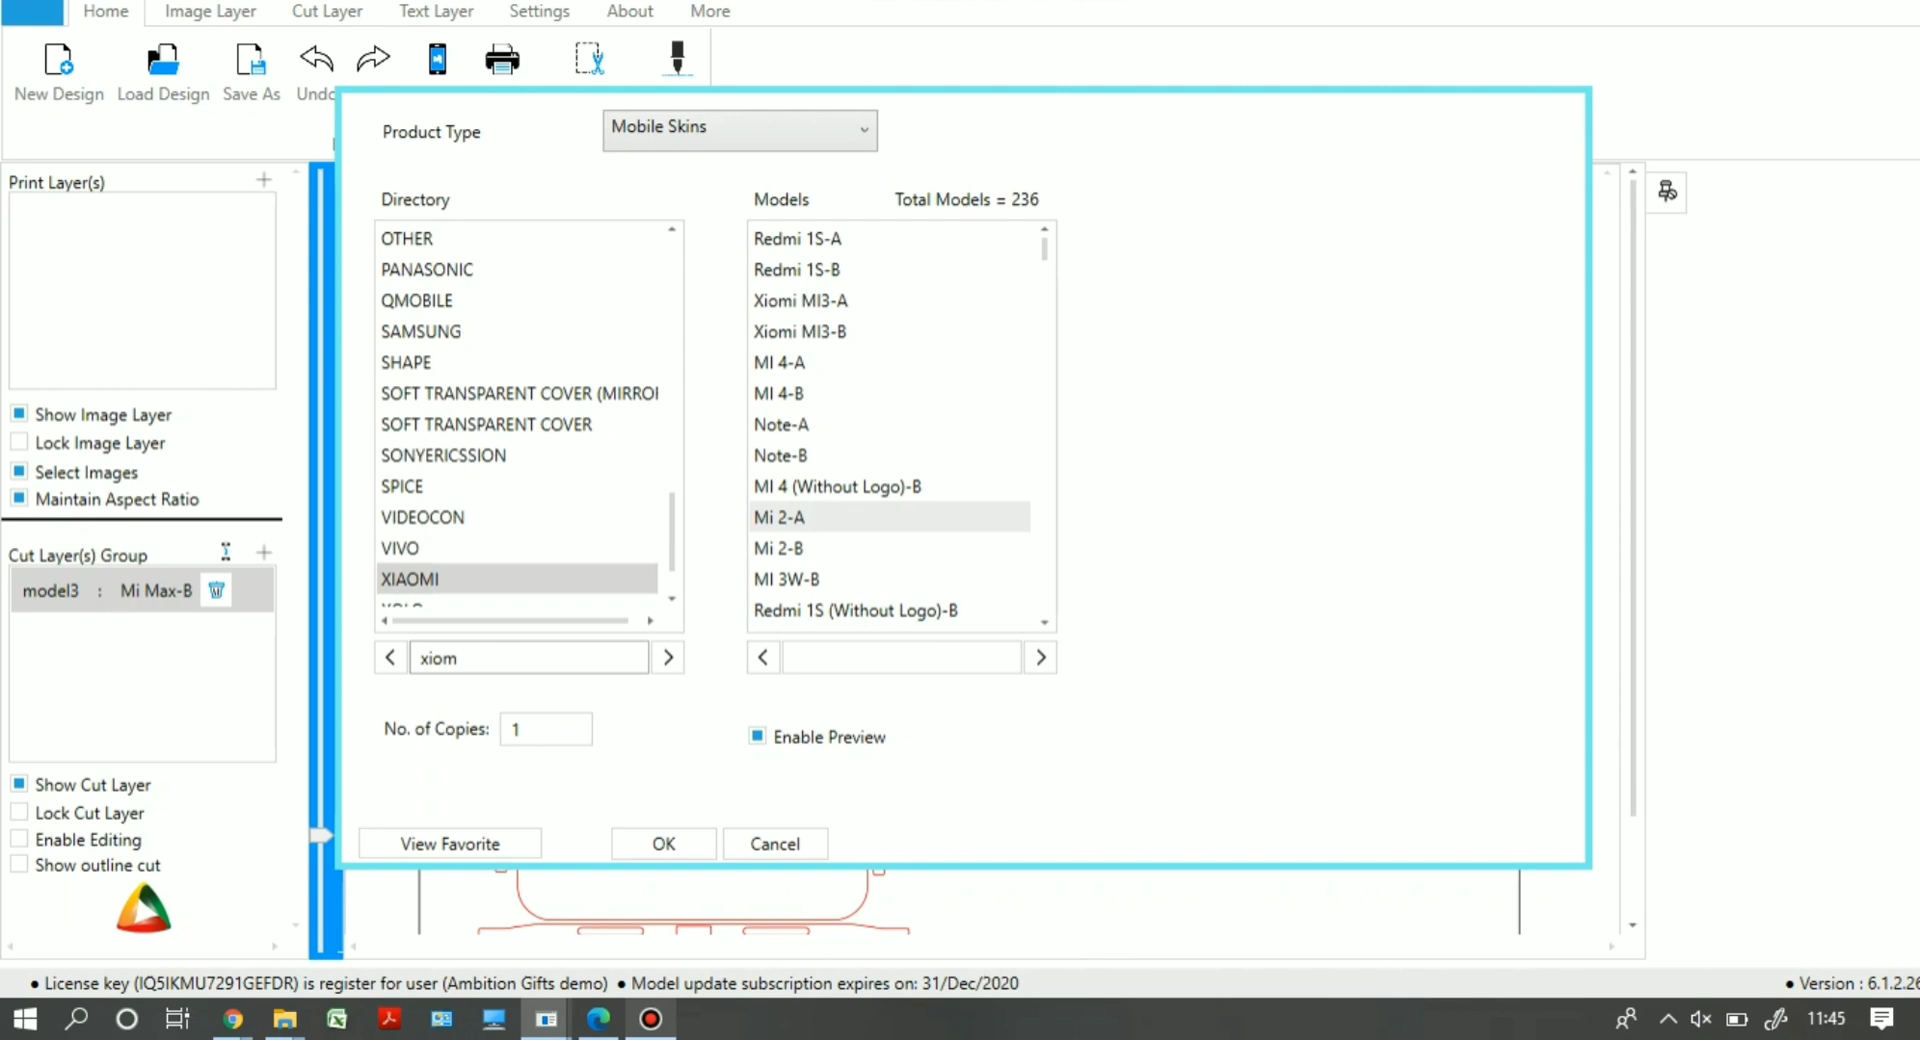 Home Image Layer Cut Layer Text Layer Settings About More
New Design Load Design Save As Undo
Product Type Mobile Skins
Print Layer(s)
Directory Models Total Models = 236
OTHER
PANASONIC
QMOBILE
SAMSUNG
SHAPE
SOFT TRANSPARENT COVER (MIRROI
SOFT TRANSPARENT COVER
SONYERICSSION
SPICE
VIDEOCON
VIVO
XIAOMI
xiom
Redmi 1S-A
Redmi 1S-B
Xiomi MI3-A
Xiomi MI3-B
MI 4-A
MI 4-B
Note-A
Note-B
MI 4 (Without Logo)-B
Mi 2-A
Mi 2-B
MI 3W-B
Redmi 1S (Without Logo)-B
No. of Copies: 1
Enable Preview
View Favorite OK Cancel
Show Image Layer
Lock Image Layer
Select Images
Maintain Aspect Ratio
Cut Layer(s) Group
model3 : Mi Max-B
Show Cut Layer
Lock Cut Layer
Enable Editing
Show outline cut
• License key (IQ5IKMU7291GEFDR) is register for user (Ambition Gifts demo) • Model update subscription expires on: 31/Dec/2020
• Version : 6.1.2.26
11:45